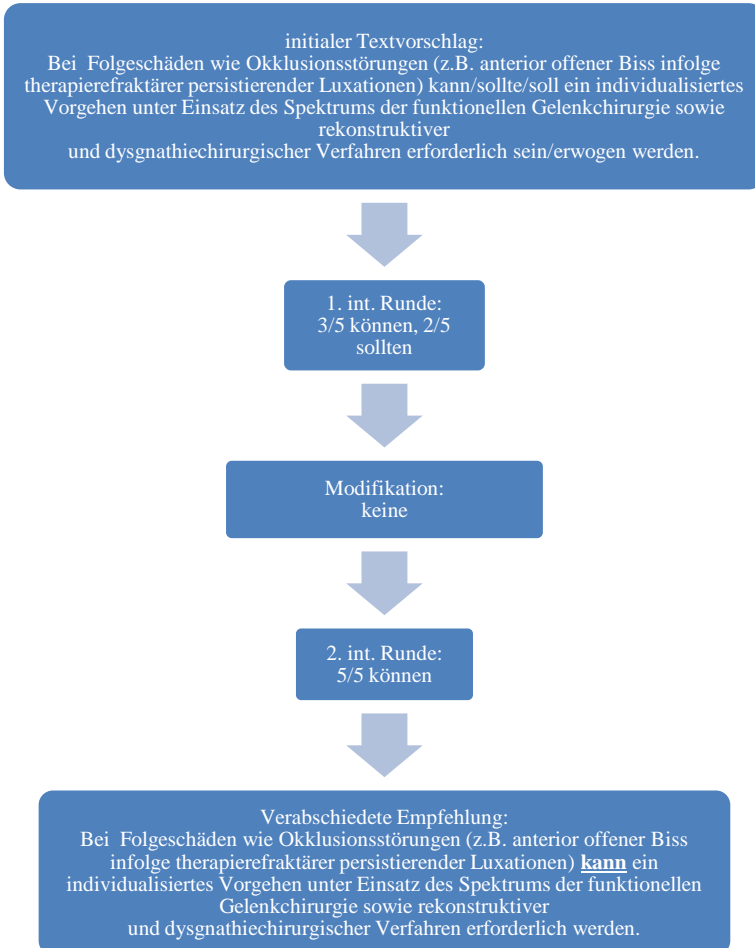 initialer Textvorschlag:
Bei Folgeschäden wie Okklusionsstörungen (z.B. anterior offener Biss infolge
therapierefraktärer persistierender Luxationen) kann/sollte/soll ein individualisiertes
Vorgehen unter Einsatz des Spektrums der funktionellen Gelenkchirurgie sowie
rekonstruktiver
und dysgnathiechirurgischer Verfahren erforderlich sein/erwogen werden.
1. int. Runde:
3/5 können, 2/5
sollten
Modifikation:
keine
2. int. Runde:
5/5 können
Verabschiedete Empfehlung:
Bei Folgeschäden wie Okklusionsstörungen (z.B. anterior offener Biss
infolge therapierefraktärer persistierender Luxationen) kann ein
individualisiertes Vorgehen unter Einsatz des Spektrums der funktionellen
Gelenkchirurgie sowie rekonstruktiver
und dysgnathiechirurgischer Verfahren erforderlich werden.